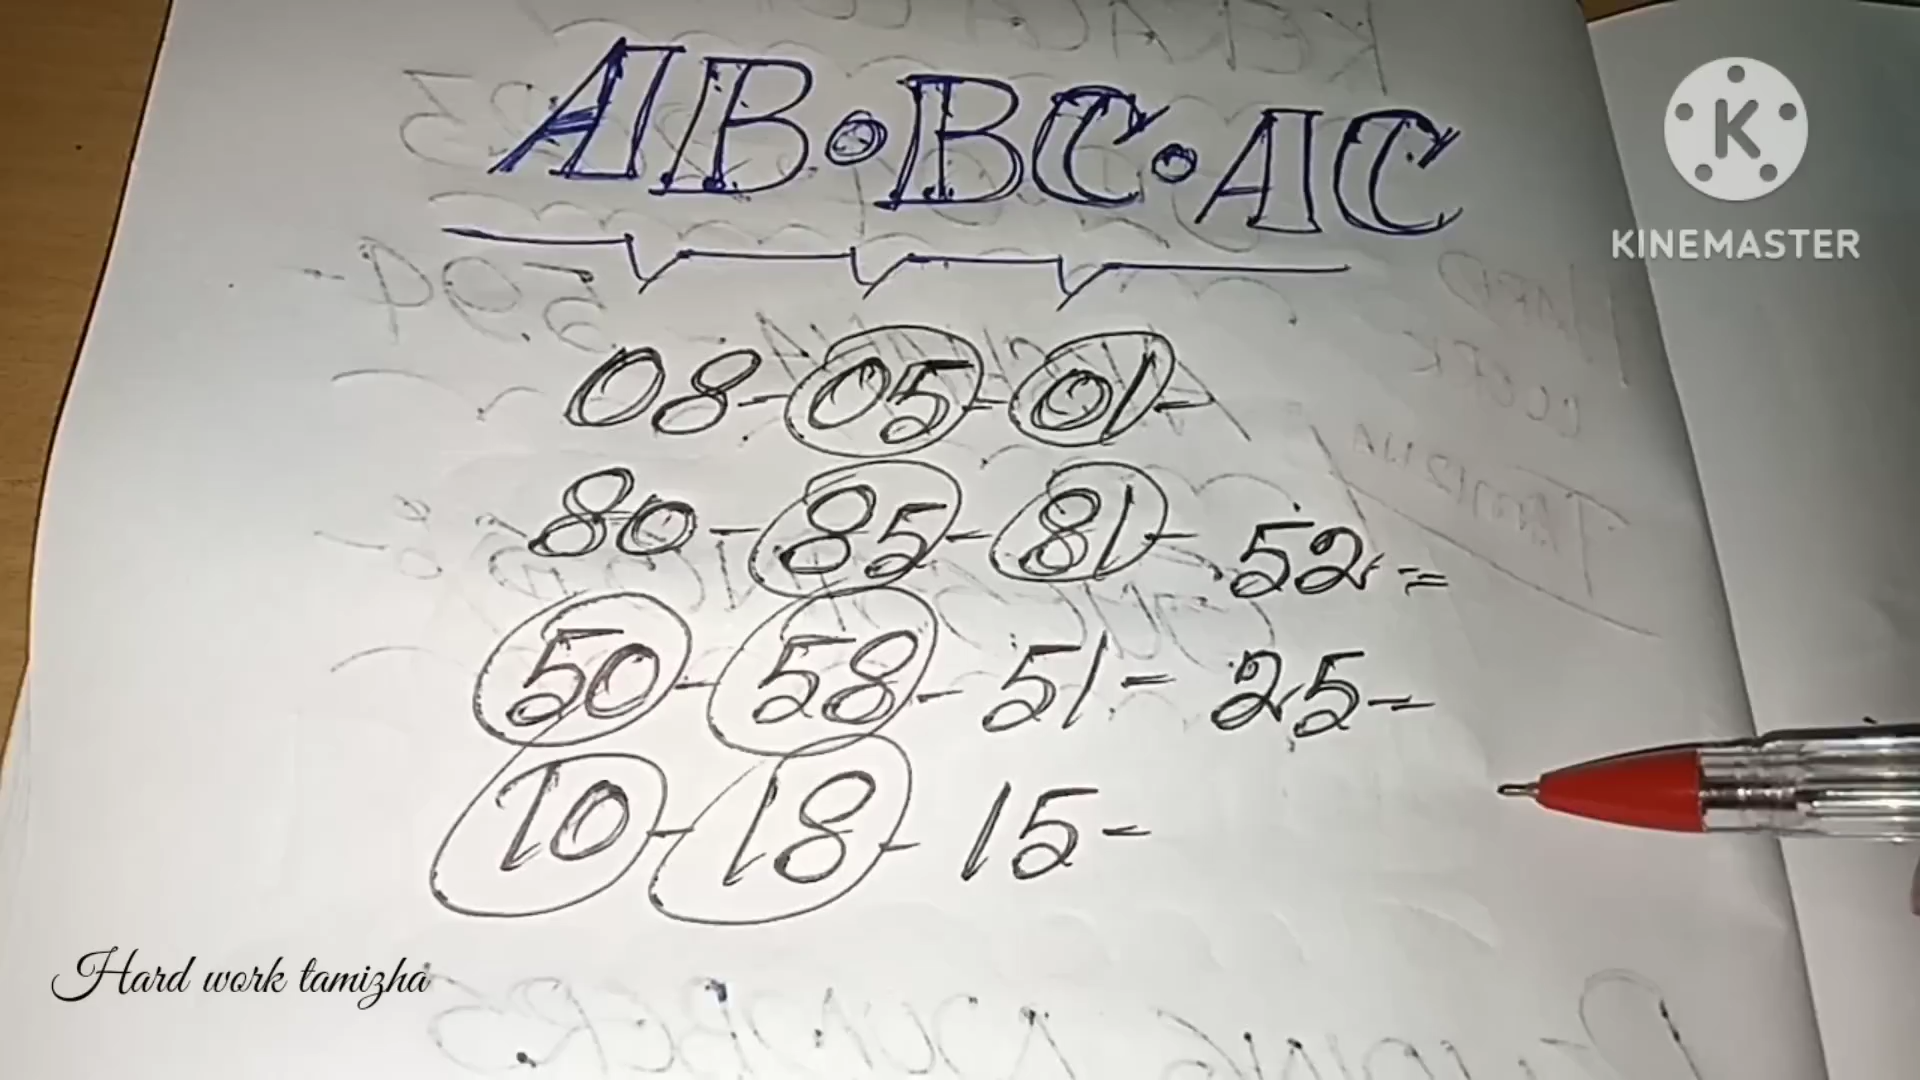 AB•BC•AC
KINEMASTER
08-05-01-
80-85-81-52=
50-58-51-25-
10-18-15-
Hard work tamizha